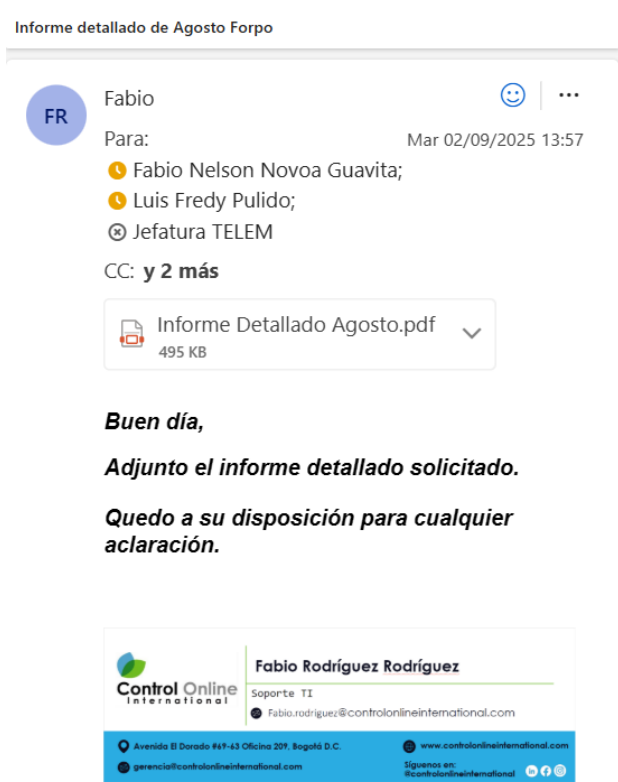 Informe detallado de Agosto Forpo
FR
Fabio
Para:
Mar 02/09/2025 13:57
Fabio Nelson Novoa Guavita;
Luis Fredy Pulido;
Jefatura TELEM
CC: y 2 más
Informe Detallado Agosto.pdf
495 KB
Buen día,
Adjunto el informe detallado solicitado.
Quedo a su disposición para cualquier
aclaración.
Control Online
International
Fabio Rodríguez Rodríguez
Soporte TI
Fabio.rodriguez@controlonlineinternational.com
Avenida El Dorado #69-63 Oficina 209, Bogotá D.C.
www.controlonlineinternational.com
gerencia@controlonlineinternational.com
Síguenos en:
@controlonlineinternational